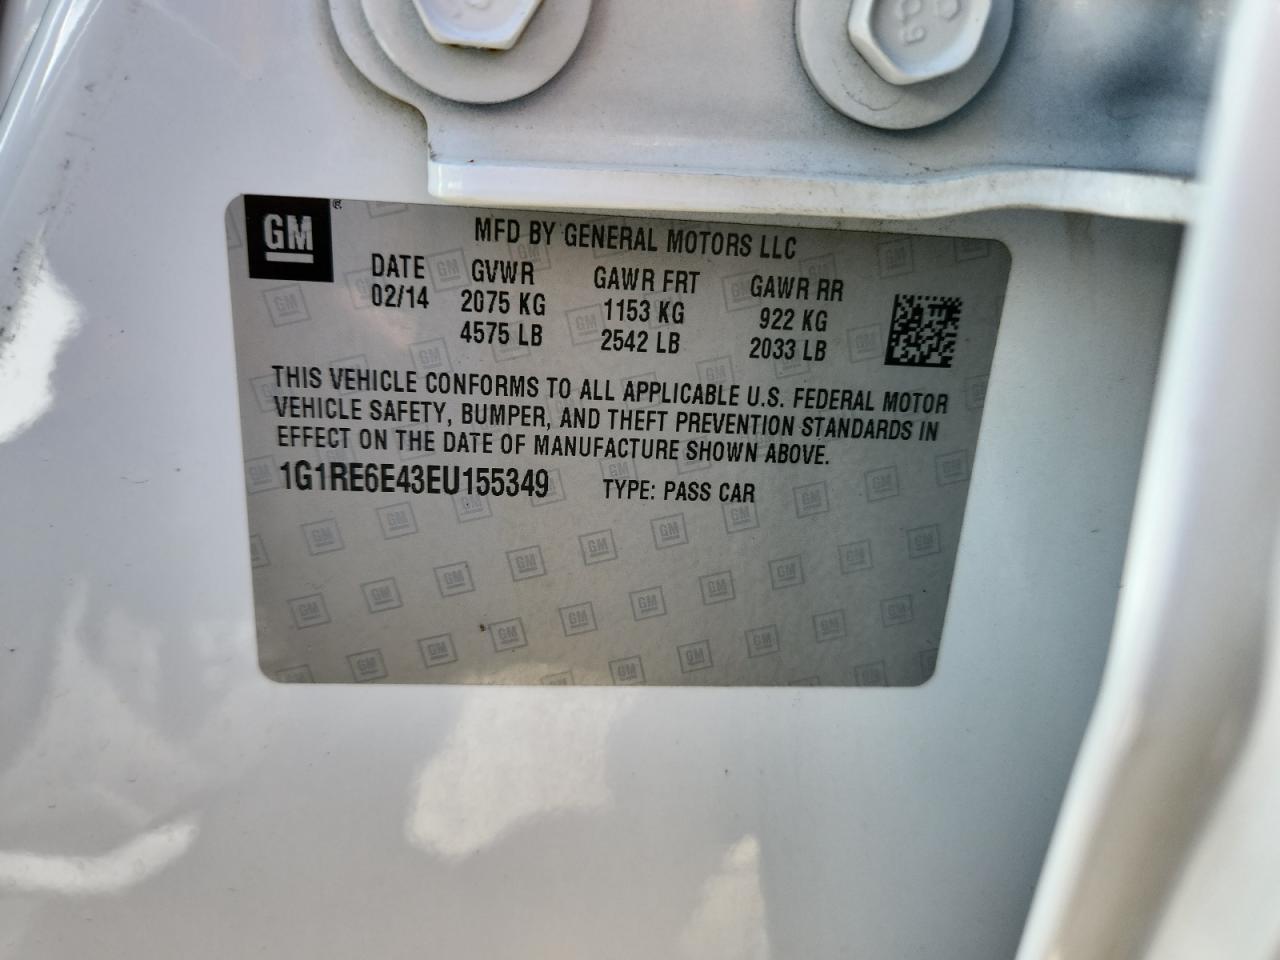 GM
MFD BY GENERAL MOTORS LLC
DATE GVWR GAWR FRT GAWR RR
02/14 2075 KG 1153 KG 922 KG
4575 LB 2542 LB 2033 LB
THIS VEHICLE CONFORMS TO ALL APPLICABLE U.S. FEDERAL MOTOR
VEHICLE SAFETY, BUMPER, AND THEFT PREVENTION STANDARDS IN
EFFECT ON THE DATE OF MANUFACTURE SHOWN ABOVE.
1G1RE6E43EU155349 TYPE: PASS CAR